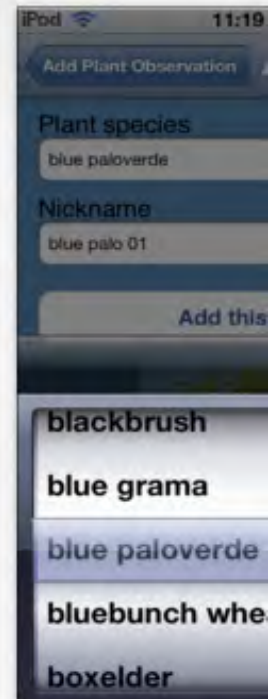 iPod 11:19
Add Plant Observation
Plant species
blue paloverde
Nickname
blue palo 01
Add this
blackbrush
blue grama
blue paloverde
bluebunch whea
boxelder